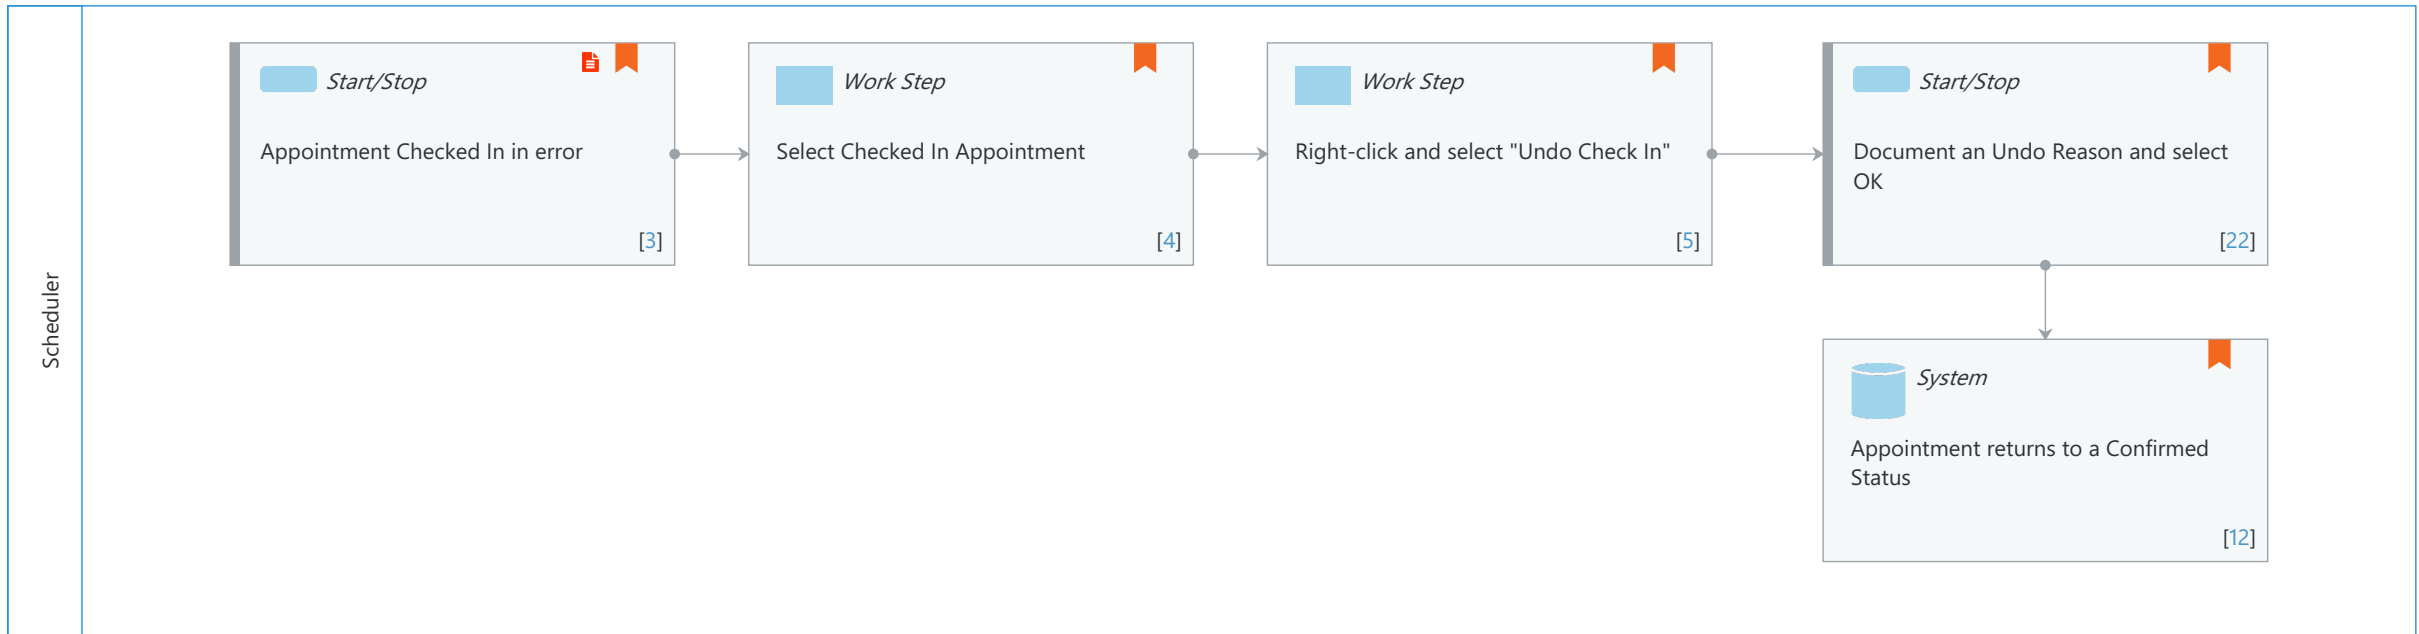 Scheduler
Start/Stop
Appointment Checked In in error
[3]
Work Step
Select Checked In Appointment
[4]
Work Step
Right-click and select "Undo Check In"
[5]
Start/Stop
Document an Undo Reason and select
OK
[22]
System
Appointment returns to a Confirmed
Status
[12]